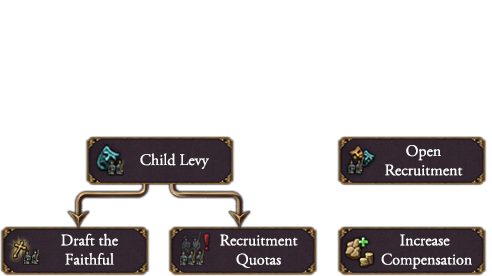 Child Levy
Open
Recruitment
Draft the
Faithful
Recruitment
Quotas
Increase
Compensation